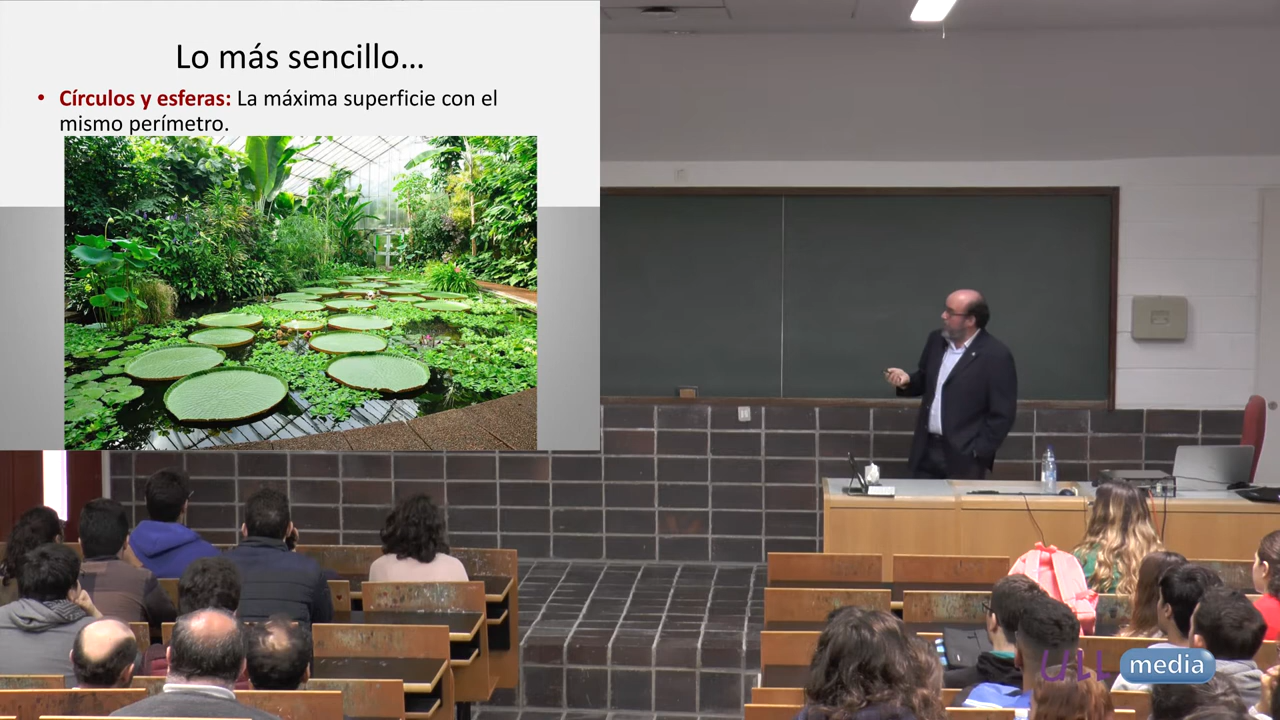 Lo más sencillo...
• Círculos y esferas: La máxima superficie con el
mismo perímetro.
ULL media